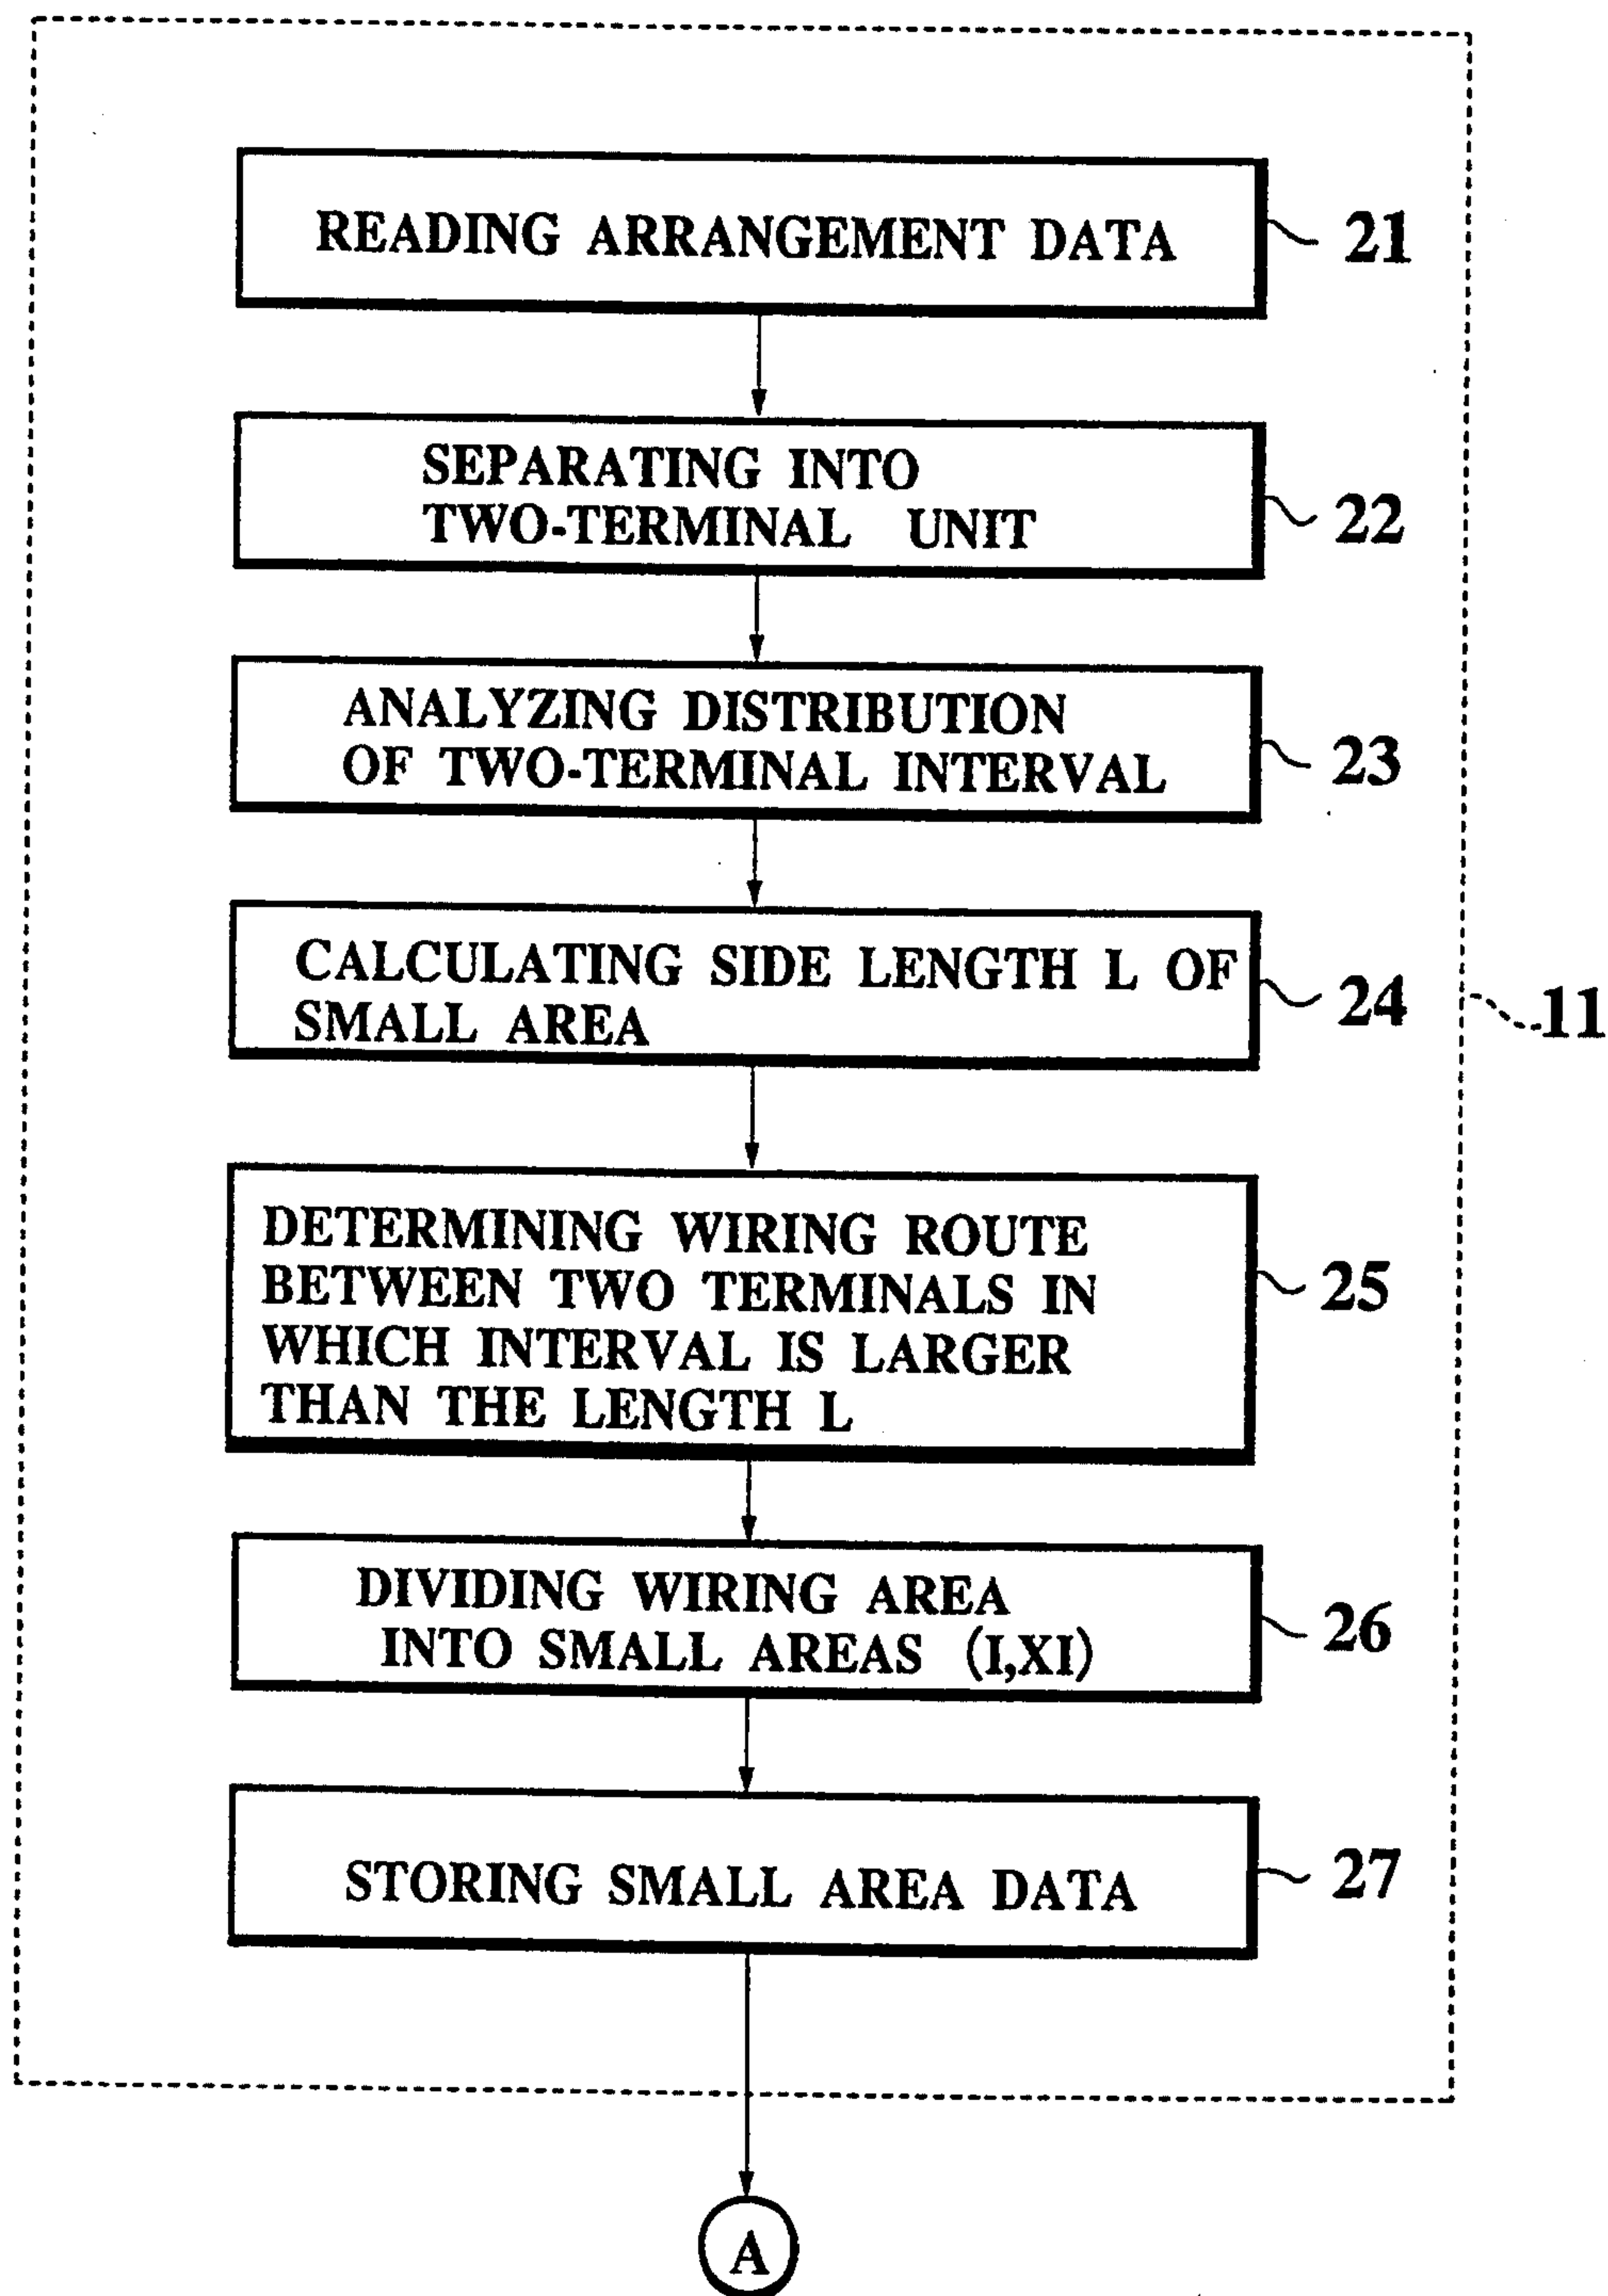 READING ARRANGEMENT DATA
21
SEPARATING INTO
TWO-TERMINAL UNIT
22
ANALYZING DISTRIBUTION
OF TWO-TERMINAL INTERVAL
23
CALCULATING SIDE LENGTH L OF
SMALL AREA
24
11
DETERMINING WIRING ROUTE
BETWEEN TWO TERMINALS IN
WHICH INTERVAL IS LARGER
THAN THE LENGTH L
25
DIVIDING WIRING AREA
INTO SMALL AREAS (I,XI)
26
STORING SMALL AREA DATA
27
A